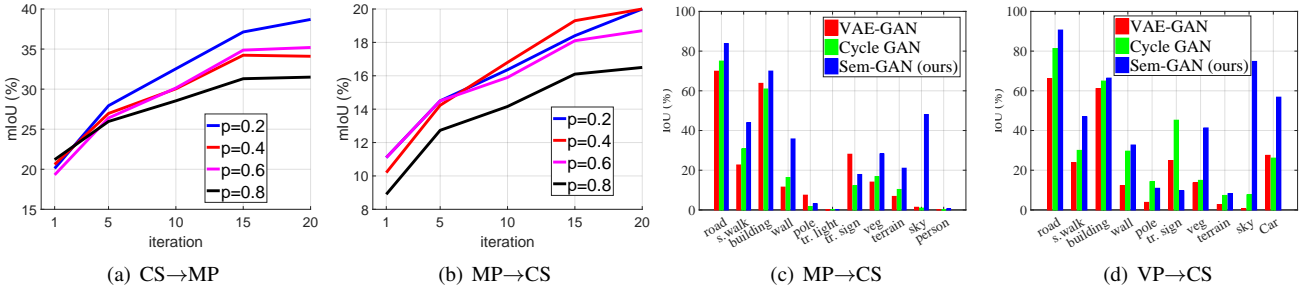 40
35
30
25
20
15
mIoU (%)
1
5
10
15
20
iteration
p=0.2
p=0.4
p=0.6
p=0.8
(a) CS→MP
20
18
16
14
12
10
8
mIoU (%)
1
5
10
15
20
iteration
p=0.2
p=0.4
p=0.6
p=0.8
(b) MP→CS
100
80
60
40
20
0
IoU (%)
VAE-GAN
Cycle GAN
Sem-GAN (ours)
road
s. walk
building
wall
pole
tr. light
tr. sign
veg
terrain
sky
person
(c) MP→CS
100
80
60
40
20
0
IoU (%)
VAE-GAN
Cycle GAN
Sem-GAN (ours)
road
s. walk
building
wall
pole
tr. sign
veg
terrain
sky
Car
(d) VP→CS